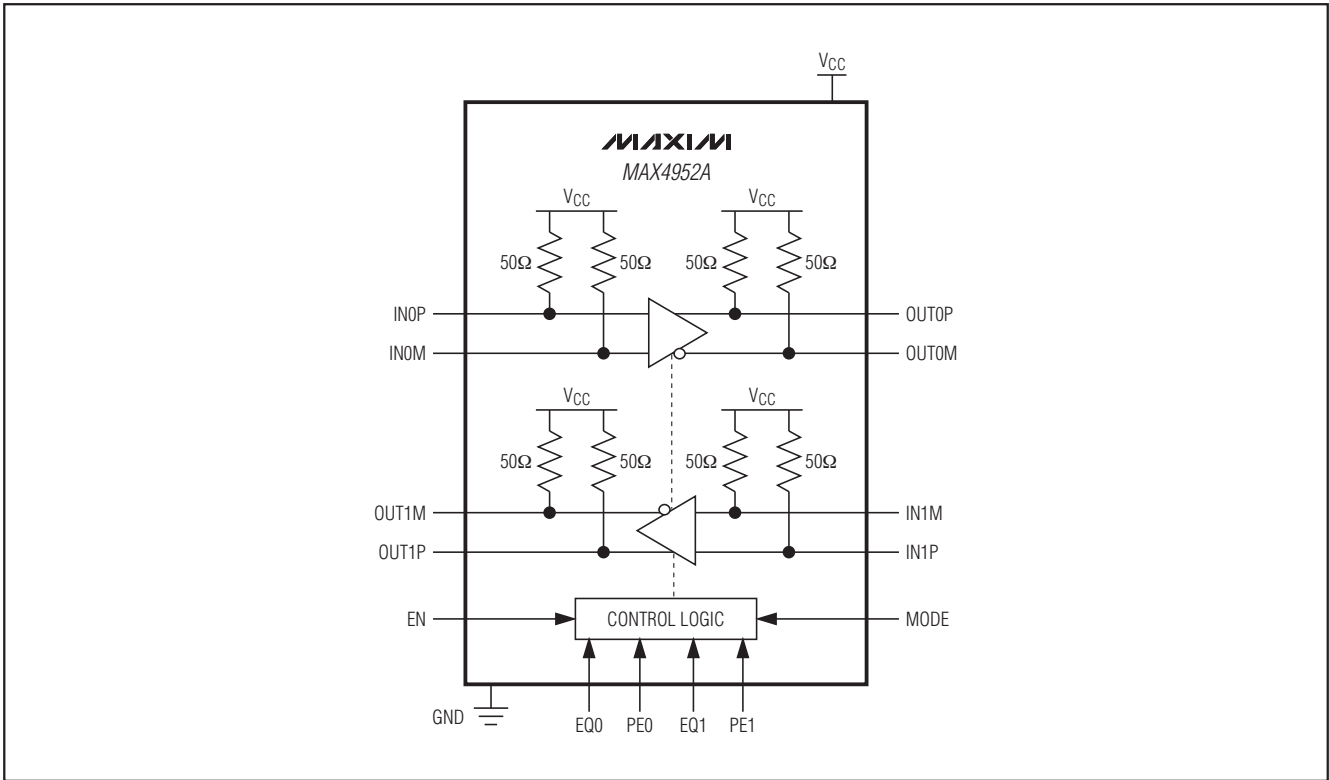 VCC
MAXIM
MAX4952A
VCC VCC
50Ω 50Ω 50Ω 50Ω
IN0P OUT0P
IN0M OUT0M
VCC VCC
50Ω 50Ω 50Ω 50Ω
OUT1M IN1M
OUT1P IN1P
EN CONTROL LOGIC MODE
GND EQ0 PE0 EQ1 PE1